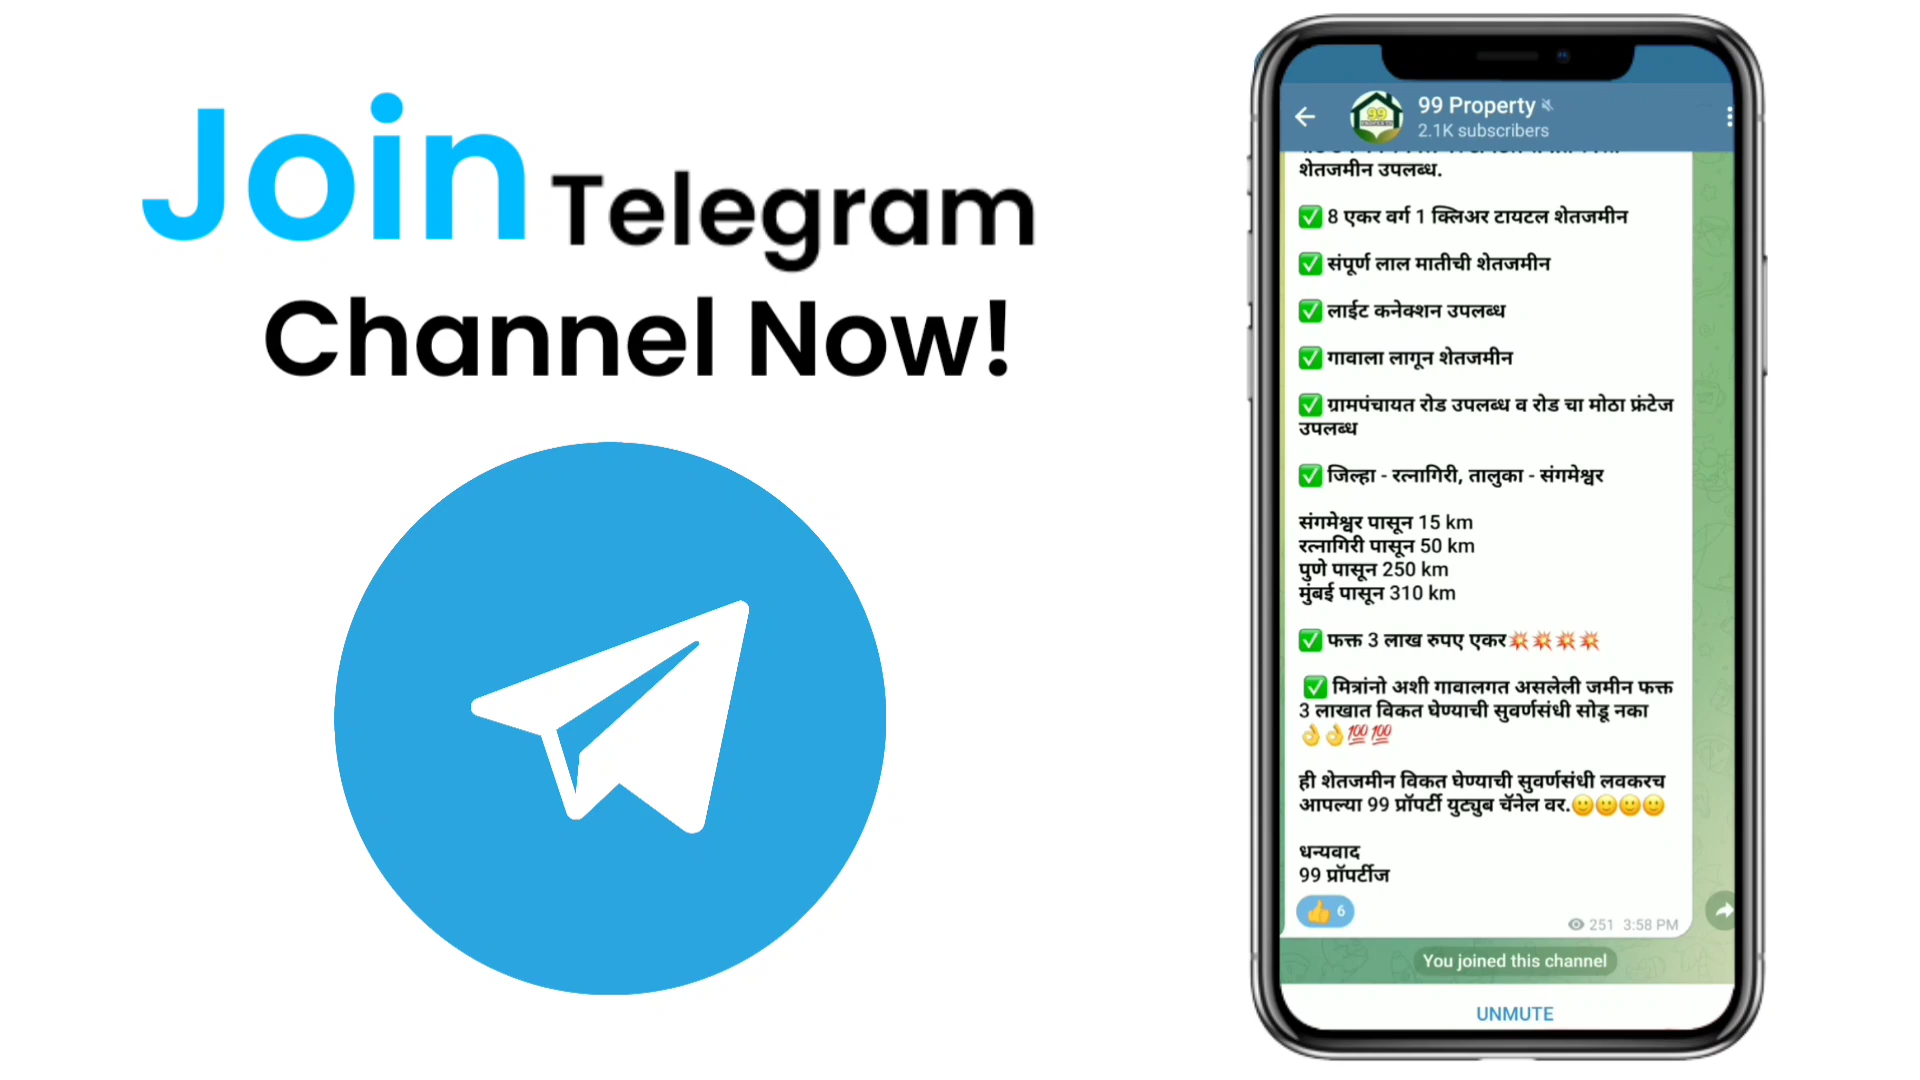 Join Telegram
Channel Now!
99 Property
2.1K subscribers
शेतजमीन उपलब्ध.
✅ 8 एकर वर्ग 1 क्लिअर टायटल शेतजमीन
✅ संपूर्ण लाल मातीची शेतजमीन
✅ लाईट कनेक्शन उपलब्ध
✅ गावाला लागून शेतजमीन
✅ ग्रामपंचायत रोड उपलब्ध व रोड चा मोठा फ्रंटेज
उपलब्ध
✅ जिल्हा - रत्नागिरी, तालुका - संगमेश्वर
संगमेश्वर पासून 15 km
रत्नागिरी पासून 50 km
पुणे पासून 250 km
मुंबई पासून 310 km
✅ फक्त 3 लाख रुपए एकर💥💥💥💥
✅ मित्रांनो अशी गावालगत असलेली जमीन फक्त
3 लाखात विकत घेण्याची सुवर्णसंधी सोडू नका
👌👌💯💯
ही शेतजमीन विकत घेण्याची सुवर्णसंधी लवकरच
आपल्या 99 प्रॉपर्टी युट्युब चॅनेल वर.🙂🙂🙂🙂
धन्यवाद
99 प्रॉपर्टीज
👍 6
251 3:58 PM
You joined this channel
UNMUTE